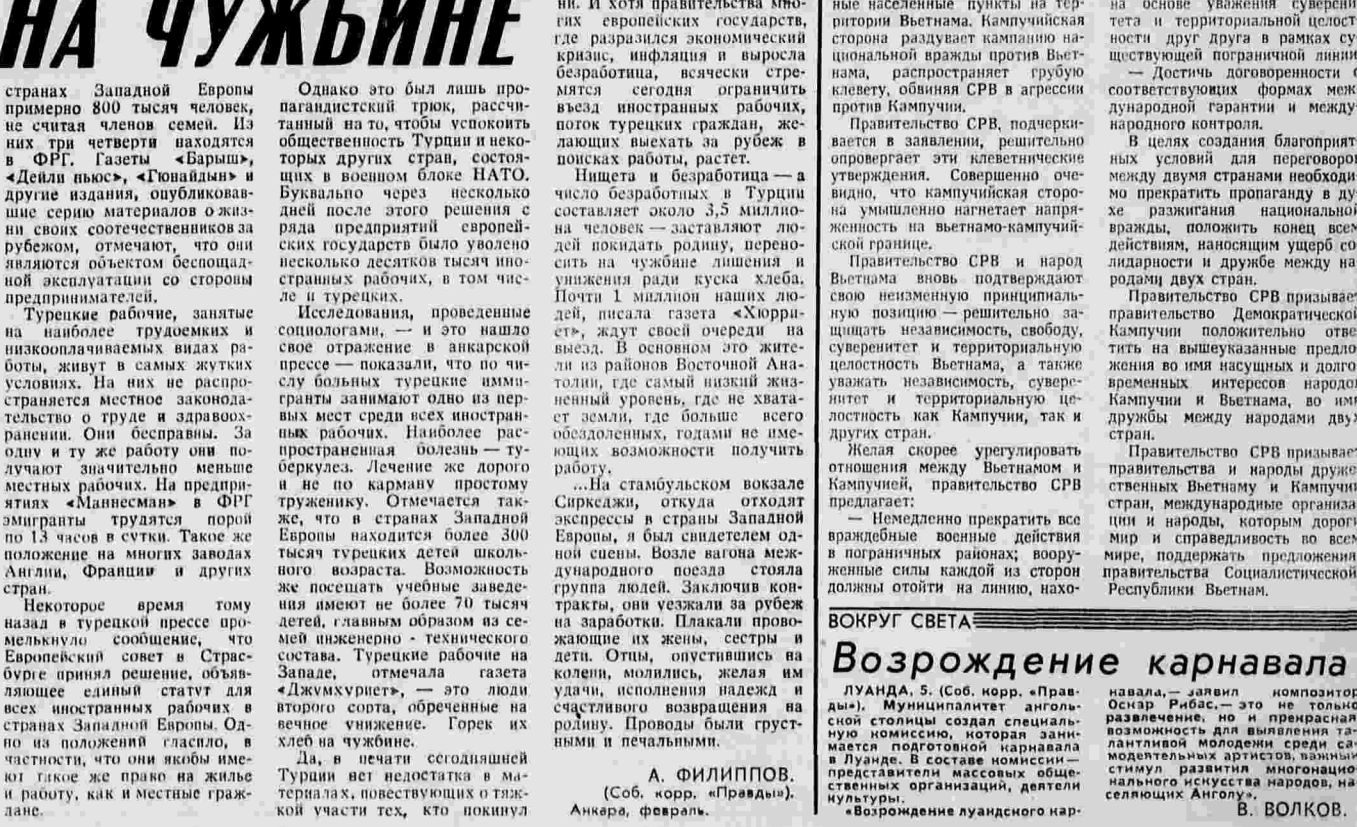 НА ЧУЖБИНЕ
странах Западной Европы
примерно 800 тысяч человек,
не считая членов семей. Из
них три четверти находятся
в ФРГ. Газеты «Барыш»,
«Дейли ньюс», «Гюнайдын» и
другие издания, опубликовав-
шие серию материалов о жиз-
ни своих соотечественников за
рубежом, отмечают, что они
являются объектом беспощад-
ной эксплуатации со стороны
предпринимателей.
Турецкие рабочие, занятые
на наиболее трудоемких и
низкооплачиваемых видах ра-
боты, живут в самых жутких
условиях. На них не распро-
страняется местное законода-
тельство о труде и здравоох-
ранении. Они бесправны. За
одну и ту же работу они по-
лучают значительно меньше
местных рабочих. На предпри-
ятиях «Маннесман» в ФРГ
эмигранты трудятся порой
по 13 часов в сутки. Такое же
положение на многих заводах
Англии, Франции и других
стран.
Некоторое время тому
назад в турецкой прессе про-
мелькнуло сообщение, что
Европейский совет в Страс-
бурге принял решение, объяв-
ляющее единый статут для
всех иностранных рабочих в
странах Западной Европы. Од-
но из положений гласило, в
частности, что они якобы име-
ют такое же право на жилье
и работу, как и местные граж-
дане.
Однако это был лишь про-
пагандистский трюк, рассчи-
танный на то, чтобы успокоить
общественность Турции и неко-
торых других стран, состоя-
щих в военном блоке НАТО.
Буквально через несколько
дней после этого решения с
ряда предприятий европей-
ских государств было уволено
несколько десятков тысяч ино-
странных рабочих, в том чис-
ле и турецких.
Исследования, проведенные
социологами, — и это нашло
свое отражение в анкарской
прессе — показали, что по чи-
слу больных турецкие имми-
гранты занимают одно из пер-
вых мест среди всех иностран-
ных рабочих. Наиболее рас-
пространенная болезнь — ту-
беркулез. Лечение же дорого
и не по карману простому
труженику. Отмечается так-
же, что в странах Западной
Европы находится более 300
тысяч турецких детей школь-
ного возраста. Возможность
же посещать учебные заведе-
ния имеют не более 70 тысяч
детей, главным образом из се-
мей инженерно - технического
состава. Турецкие рабочие на
Западе, отмечала газета
«Джумхуриет», — это люди
второго сорта, обреченные на
вечное унижение. Горек их
хлеб на чужбине.
Да, в печати сегодняшней
Турции нет недостатка в ма-
териалах, повествующих о тяж-
кой участи тех, кто покинул
ни. И хотя правительства мно-
гих европейских государств,
где разразился экономический
кризис, инфляция и выросла
безработица, всячески стре-
мятся сегодня ограничить
въезд иностранных рабочих,
поток турецких граждан, же-
лающих выехать за рубеж в
поисках работы, растет.
Нищета и безработица — а
число безработных в Турции
составляет около 3,5 миллио-
на человек — заставляют лю-
дей покидать родину, перено-
сить на чужбине лишения и
унижения ради куска хлеба.
Почти 1 миллион наших лю-
дей, писала газета «Хюрри-
ет», ждут своей очереди на
выезд. В основном это жите-
ли из районов Восточной Ана-
толии, где самый низкий жиз-
ненный уровень, где не хвата-
ет земли, где больше всего
обездоленных, годами не име-
ющих возможности получить
работу.
...На стамбульском вокзале
Сиркеджи, откуда отходят
экспрессы в страны Западной
Европы, я был свидетелем од-
ной сцены. Возле вагона меж-
дународного поезда стояла
группа людей. Заключив кон-
тракты, они уезжали за рубеж
на заработки. Плакали прово-
жающие их жены, сестры и
дети. Отцы, опустившись на
колени, молились, желая им
удачи, исполнения надежд и
счастливого возвращения на
родину. Проводы были груст-
ными и печальными.
А. ФИЛИППОВ.
(Соб. корр. «Правды»).
Анкара, февраль.
ные населенные пункты на тер-
ритории Вьетнама. Кампучийская
сторона раздувает кампанию на-
циональной вражды против Вьет-
нама, распространяет грубую
клевету, обвиняя СРВ в агрессии
против Кампучии.
Правительство СРВ, подчерки-
вается в заявлении, решительно
опровергает эти клеветнические
утверждения. Совершенно оче-
видно, что кампучийская сторо-
на умышленно нагнетает напря-
женность на вьетнамо-кампучий-
ской границе.
Правительство СРВ и народ
Вьетнама вновь подтверждают
свою неизменную принципиаль-
ную позицию — решительно за-
щищать независимость, свободу,
суверенитет и территориальную
целостность Вьетнама, а также
уважать независимость, сувере-
нитет и территориальную це-
лостность как Кампучии, так и
других стран.
Желая скорее урегулировать
отношения между Вьетнамом и
Кампучией, правительство СРВ
предлагает:
— Немедленно прекратить все
враждебные военные действия
в пограничных районах; воору-
женные силы каждой из сторон
должны отойти на линию, нахо-
на основе уважения суверени
тета и территориальной целост
ности друг друга в рамках су
ществующей пограничной линии
— Достичь договоренности о
соответствующих формах меж
дународной гарантии и между
народного контроля.
В целях создания благоприят
ных условий для переговоров
между двумя странами необходи
мо прекратить пропаганду в ду
хе разжигания национальной
вражды, положить конец всем
действиям, наносящим ущерб со
лидарности и дружбе между на
родами двух стран.
Правительство СРВ призывает
правительство Демократической
Кампучии положительно отве
тить на вышеуказанные предло
жения во имя насущных и долго
временных интересов народов
Кампучии и Вьетнама, во имя
дружбы между народами двух
стран.
Правительство СРВ призывает
правительства и народы друже
ственных Вьетнаму и Кампучии
стран, международные организа
ции и народы, которым дороги
мир и справедливость во всем
мире, поддержать предложения
правительства Социалистической
Республики Вьетнам.
ВОКРУГ СВЕТА
Возрождение карнавала
ЛУАНДА, 5. (Соб. корр. «Прав-
ды»). Муниципалитет анголь-
ской столицы создал специаль-
ную комиссию, которая зани-
мается подготовкой карнавала
в Луанде. В составе комиссии—
представители массовых обще-
ственных организаций, деятели
культуры.
«Возрождение луандского кар-
навала,— заявил композитор
Оскар Рибас,— это не только
развлечение, но и прекрасная
возможность для выявления та-
лантливой молодежи среди са-
модеятельных артистов, важный
стимул развития многонацио-
нального искусства народов, на-
селяющих Анголу».
В. ВОЛКОВ.